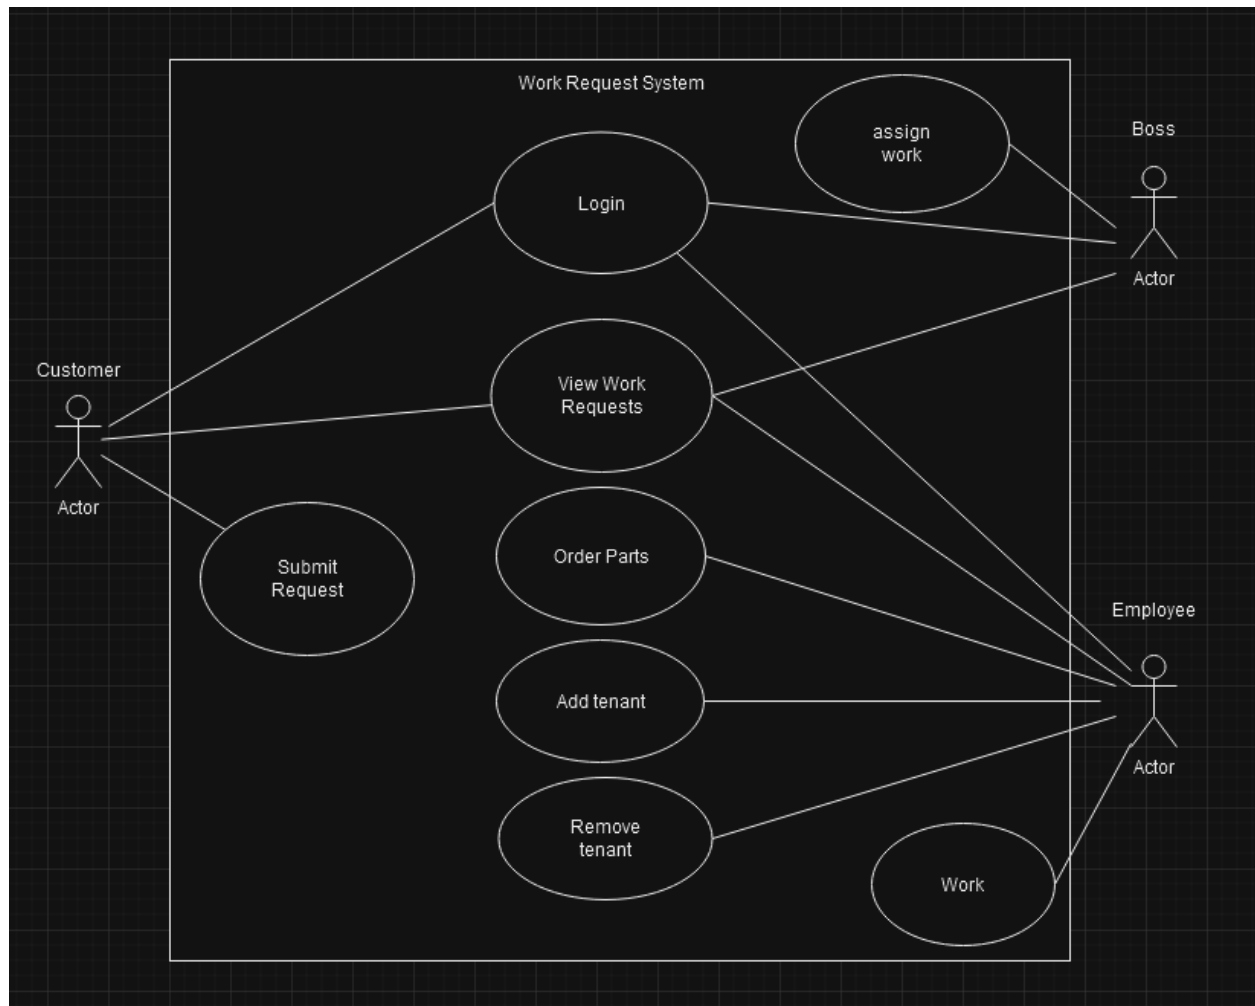 Work Request System
assign
work
Boss
Login
Actor
Customer
View Work
Requests
Actor
Submit
Request
Order Parts
Employee
Add tenant
Actor
Remove
tenant
Work